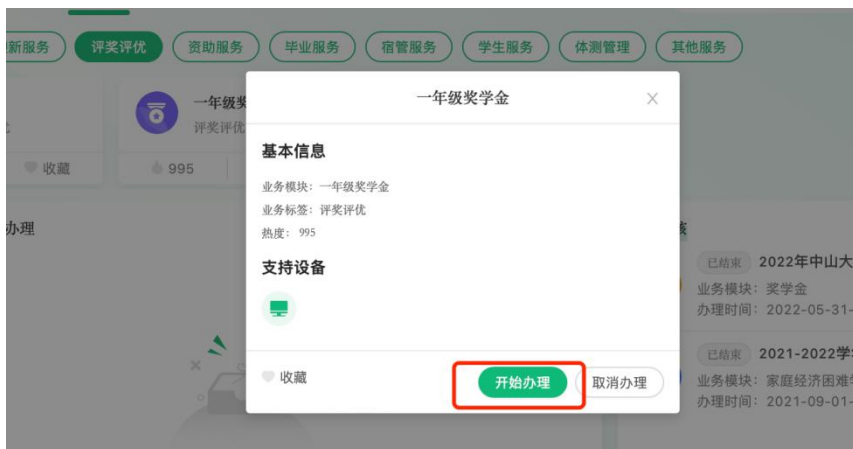 新服务 评奖评优 资助服务 毕业服务 宿管服务 学生服务 体测管理 其他服务
一年级奖
评奖评优
收藏 995
办理
一年级奖学金
基本信息
业务模块：一年级奖学金
业务标签：评奖评优
热度： 995
支持设备
收藏 开始办理 取消办理
已结束 2022年中山大
业务模块：奖学金
办理时间：2022-05-31-
已结束 2021-2022学
业务模块：家庭经济困难
办理时间：2021-09-01-